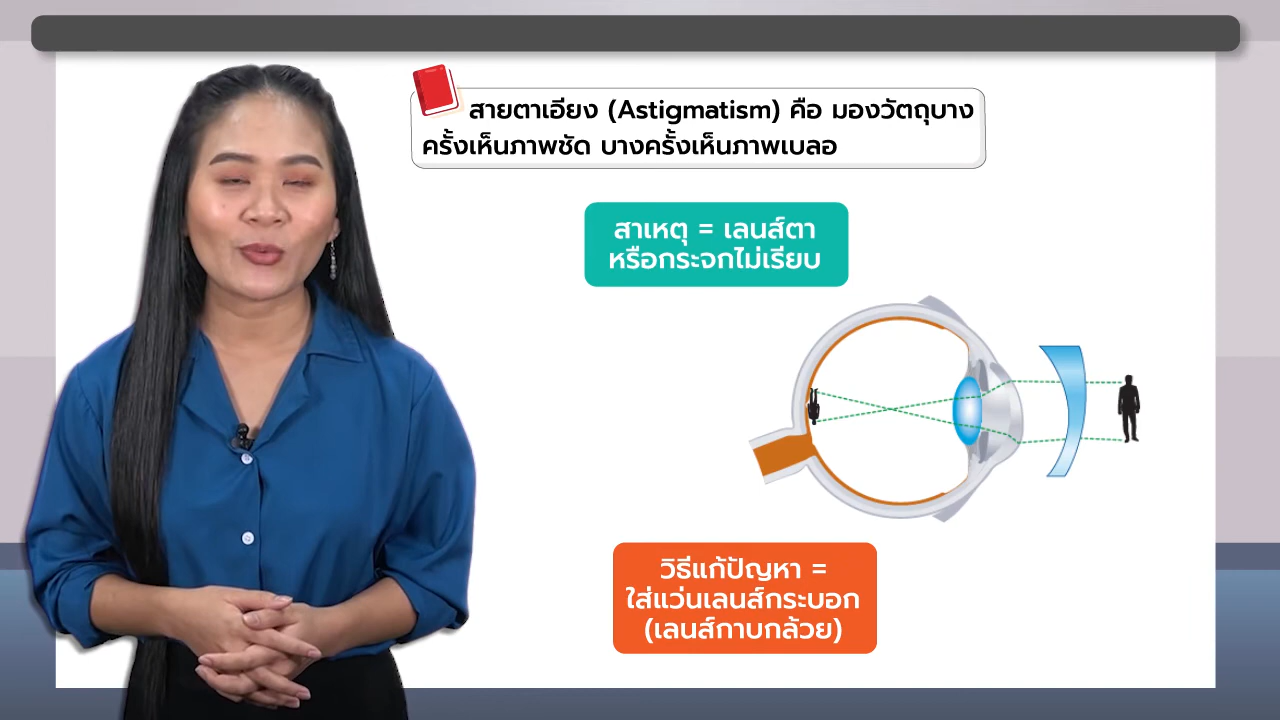 สายตาเอียง (Astigmatism) คือ มองวัตถุบาง
ครั้งเห็นภาพชัด บางครั้งเห็นภาพเบลอ
สาเหตุ = เลนส์ตา
หรือกระจกไม่เรียบ
วิธีแก้ปัญหา =
ใส่แว่นเลนส์กระบอก
(เลนส์กาบกล้วย)